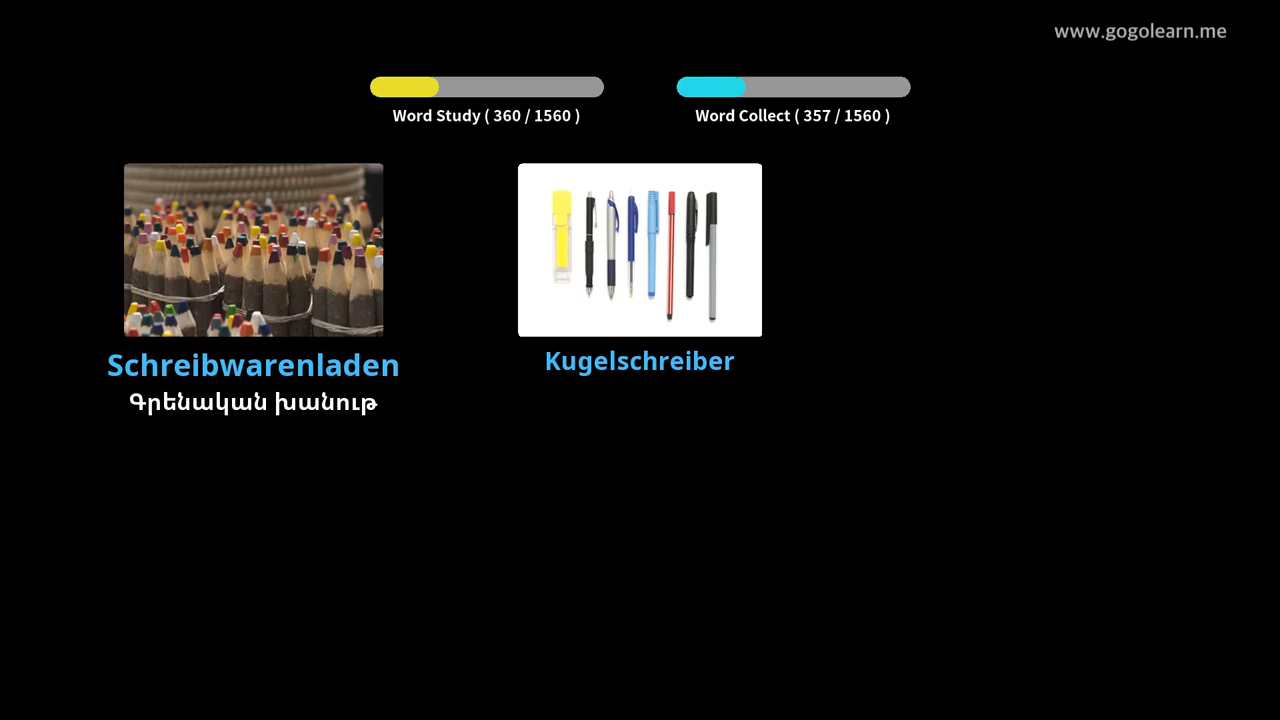 www.gogolearn.me
Word Study ( 360 / 1560 )
Word Collect ( 357 / 1560 )
Schreibwarenladen
Գրենական խանութ
Kugelschreiber